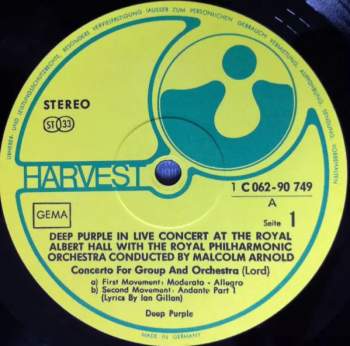 STEREO
ST 33
HARVEST
1 C 062-90 749
A
GEMA
Seite 1
DEEP PURPLE IN LIVE CONCERT AT THE ROYAL
ALBERT HALL WITH THE ROYAL PHILHARMONIC
ORCHESTRA CONDUCTED BY MALCOLM ARNOLD
Concerto For Group And Orchestra (Lord)
a) First Movement: Moderato - Allegro
b) Second Movement: Andante Part 1
(Lyrics By Ian Gillan)
Deep Purple
MADE IN GERMANY